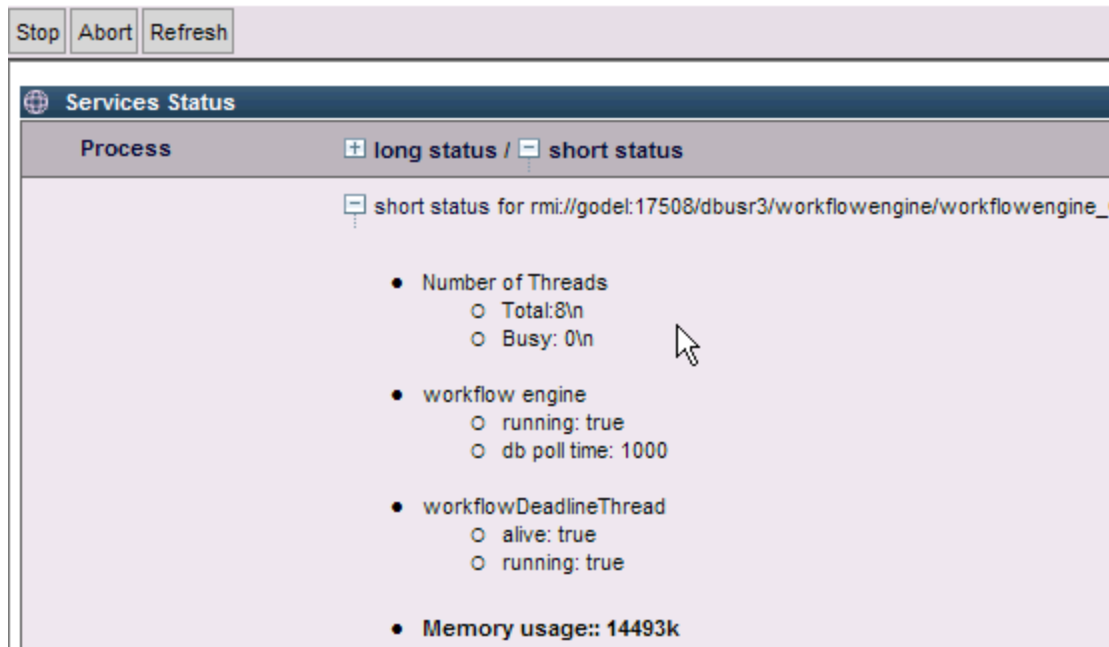 Stop Abort Refresh
Services Status
Process long status / short status
short status for rmi://godel:17508/dbusr3/workflowengine/workflowengine_
Number of Threads
Total:8\n
Busy: 0\n
workflow engine
running: true
db poll time: 1000
workflowDeadlineThread
alive: true
running: true
Memory usage:: 14493k